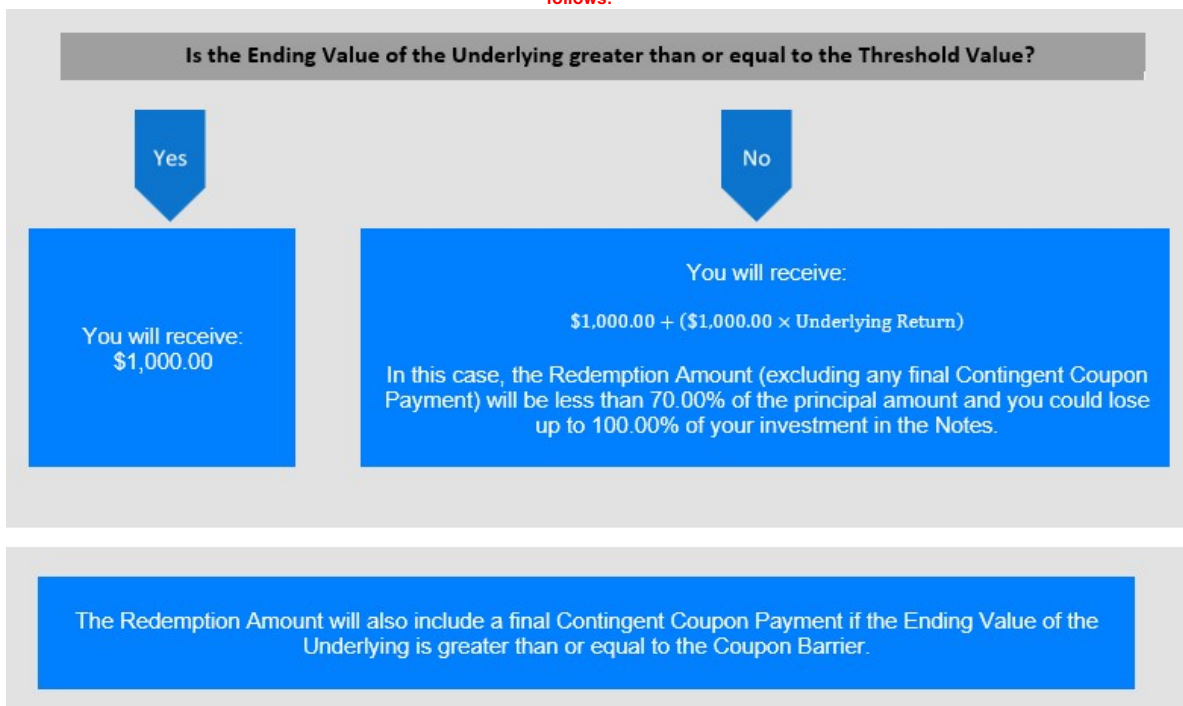 follows:
Is the Ending Value of the Underlying greater than or equal to the Threshold Value?
Yes
No
You will receive:
$1,000.00
You will receive:
$1,000.00 + ($1,000.00 × Underlying Return)
In this case, the Redemption Amount (excluding any final Contingent Coupon
Payment) will be less than 70.00% of the principal amount and you could lose
up to 100.00% of your investment in the Notes.
The Redemption Amount will also include a final Contingent Coupon Payment if the Ending Value of the
Underlying is greater than or equal to the Coupon Barrier.